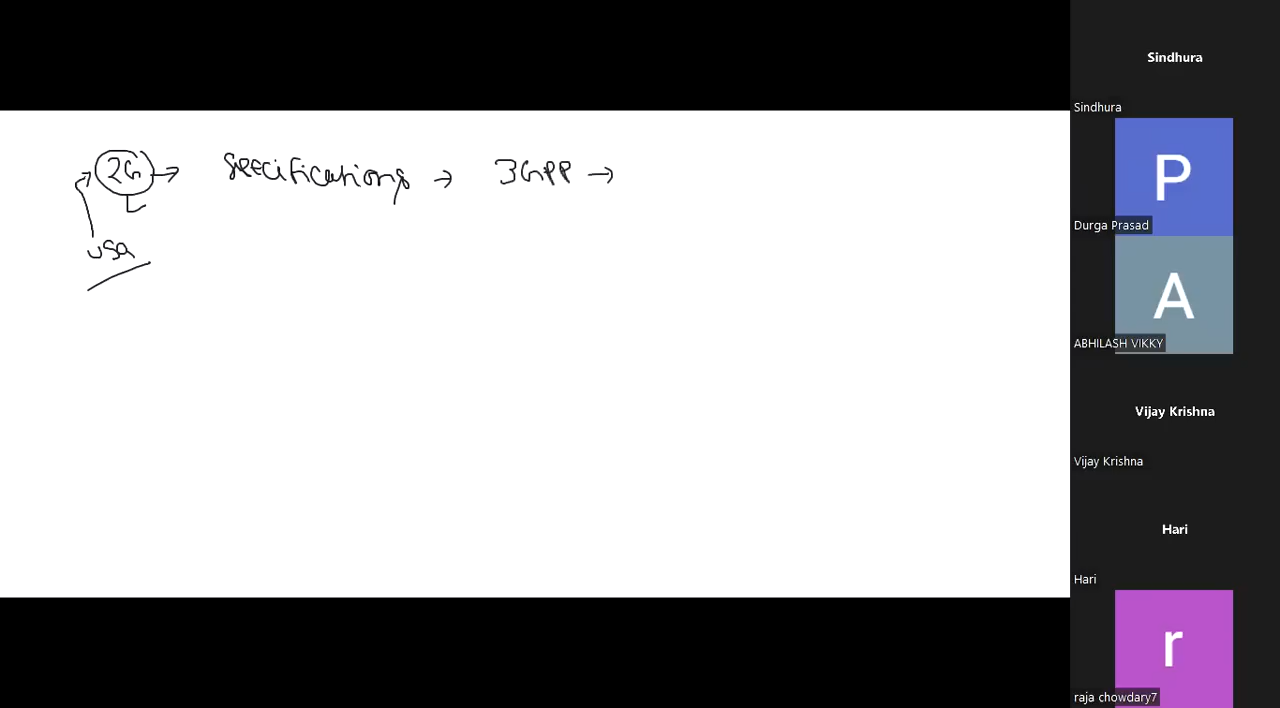 2G → Specifications → 3GPP →
USA
Sindhura
Sindhura
P
Durga Prasad
A
ABHILASH VIKKY
Vijay Krishna
Vijay Krishna
Hari
Hari
r
raja chowdary7